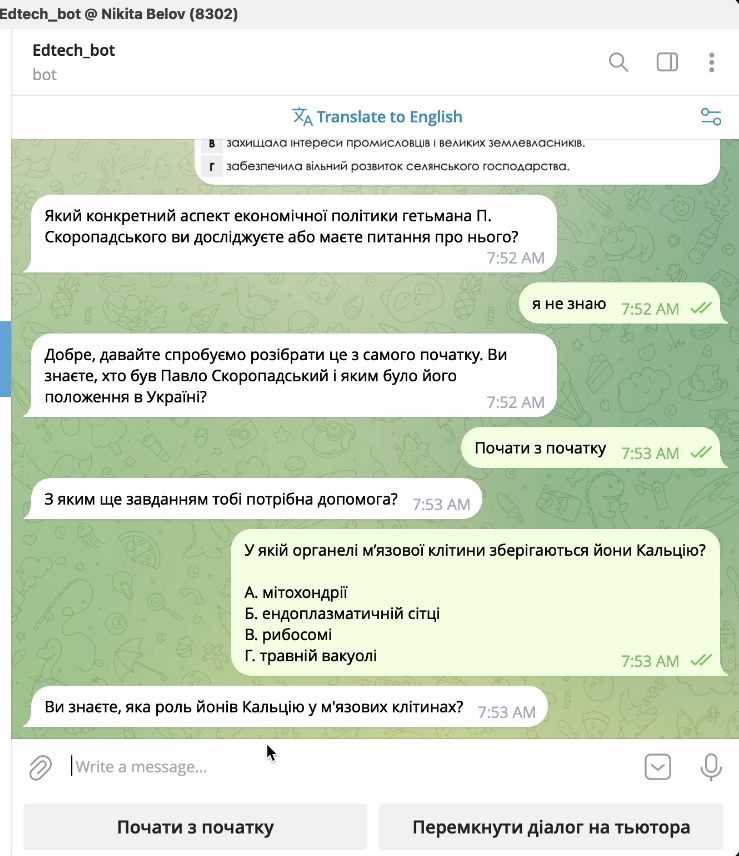 Edtech_bot @ Nikita Belov (8302)
Edtech_bot
bot
Translate to English
В захищала інтереси промисловців і великих землевласників.
Г забезпечила вільний розвиток селянського господарства.
Який конкретний аспект економічної політики гетьмана П.
Скоропадського ви досліджуєте або маєте питання про нього?
7:52 AM
я не знаю 7:52 AM
Добре, давайте спробуємо розібрати це з самого початку. Ви
знаєте, хто був Павло Скоропадський і яким було його
положення в Україні?
7:52 AM
Почати з початку 7:53 AM
З яким ще завданням тобі потрібна допомога? 7:53 AM
У якій органелі м’язової клітини зберігаються йони Кальцію?
А. мітохондрії
Б. ендоплазматичній сітці
В. рибосомі
Г. травній вакуолі
7:53 AM
Ви знаєте, яка роль йонів Кальцію у м'язових клітинах? 7:53 AM
Write a message...
Почати з початку
Перемкнути діалог на тьютора